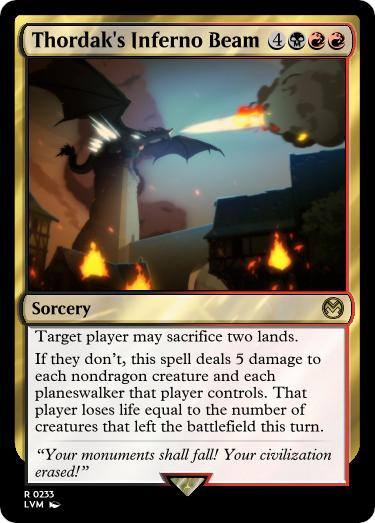 Thordak's Inferno Beam 4
Sorcery
Target player may sacrifice two lands.
If they don't, this spell deals 5 damage to
each nondragon creature and each
planeswalker that player controls. That
player loses life equal to the number of
creatures that left the battlefield this turn.
“Your monuments shall fall! Your civilization
erased!”
R 0233
LVM